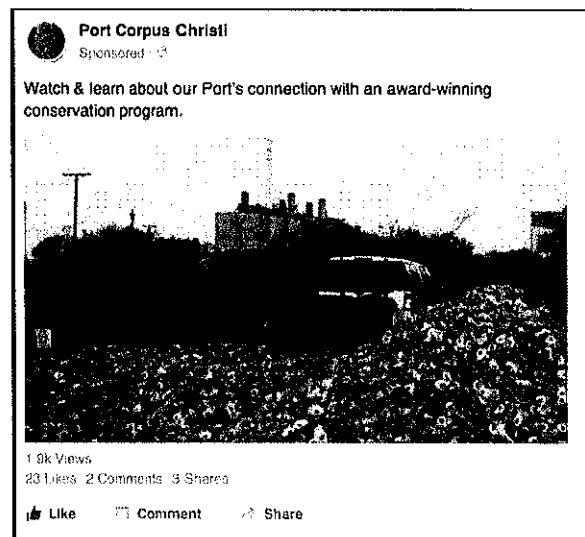 Port Corpus Christi
Sponsored
Watch & learn about our Port's connection with an award-winning
conservation program.
1.9k Views
23 Likes 2 Comments 3 Shares
Like Comment Share